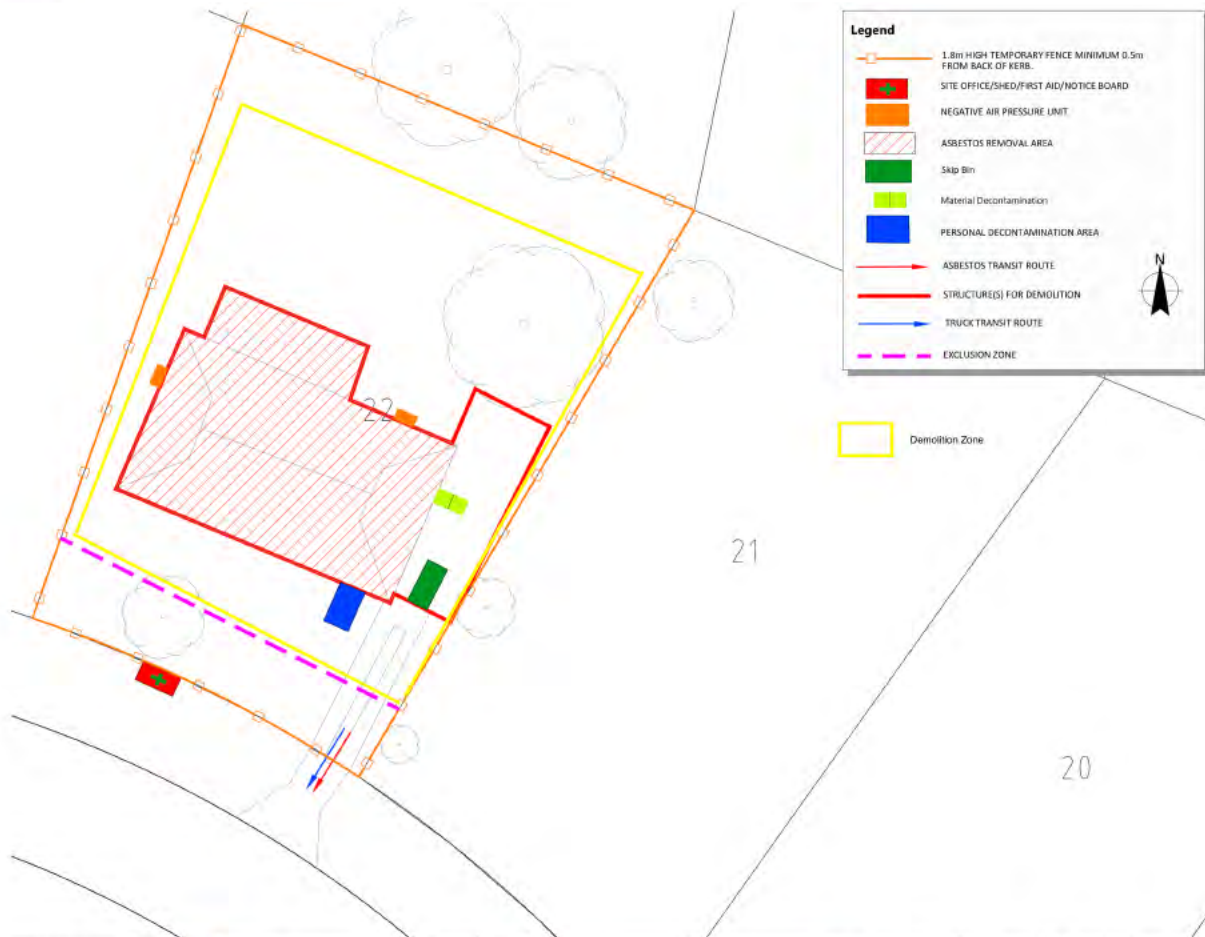 Legend
1.8m HIGH TEMPORARY FENCE MINIMUM 0.5m
FROM BACK OF KERB.
SITE OFFICE/SHED/FIRST AID/NOTICE BOARD
NEGATIVE AIR PRESSURE UNIT
ASBESTOS REMOVAL AREA
Skip Bin
Material Decontamination
PERSONAL DECONTAMINATION AREA
ASBESTOS TRANSIT ROUTE
N
STRUCTURE(S) FOR DEMOLITION
TRUCK TRANSIT ROUTE
EXCLUSION ZONE
22
Demolition Zone
21
20